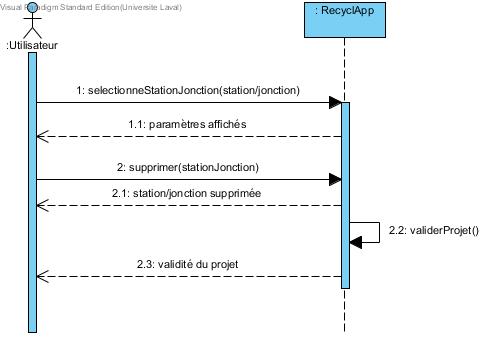 Visual Paradigm Standard Edition(Universite Laval)
: RecyclApp
:Utilisateur
1: selectionneStationJonction(station/jonction)
1.1: paramètres affichés
2: supprimer(stationJonction)
2.1: station/jonction supprimée
2.2: validerProjet()
2.3: validité du projet